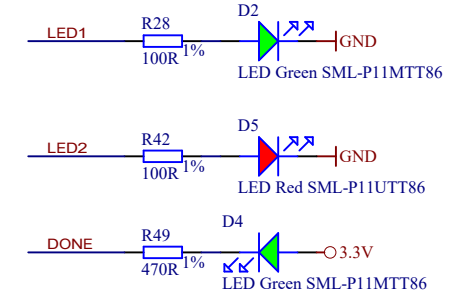 D2
R28
LED1
GND
100R 1%
LED Green SML-P11MTT86
D5
R42
LED2
GND
100R 1%
LED Red SML-P11UTT86
D4
R49
DONE
3.3V
470R 1%
LED Green SML-P11MTT86